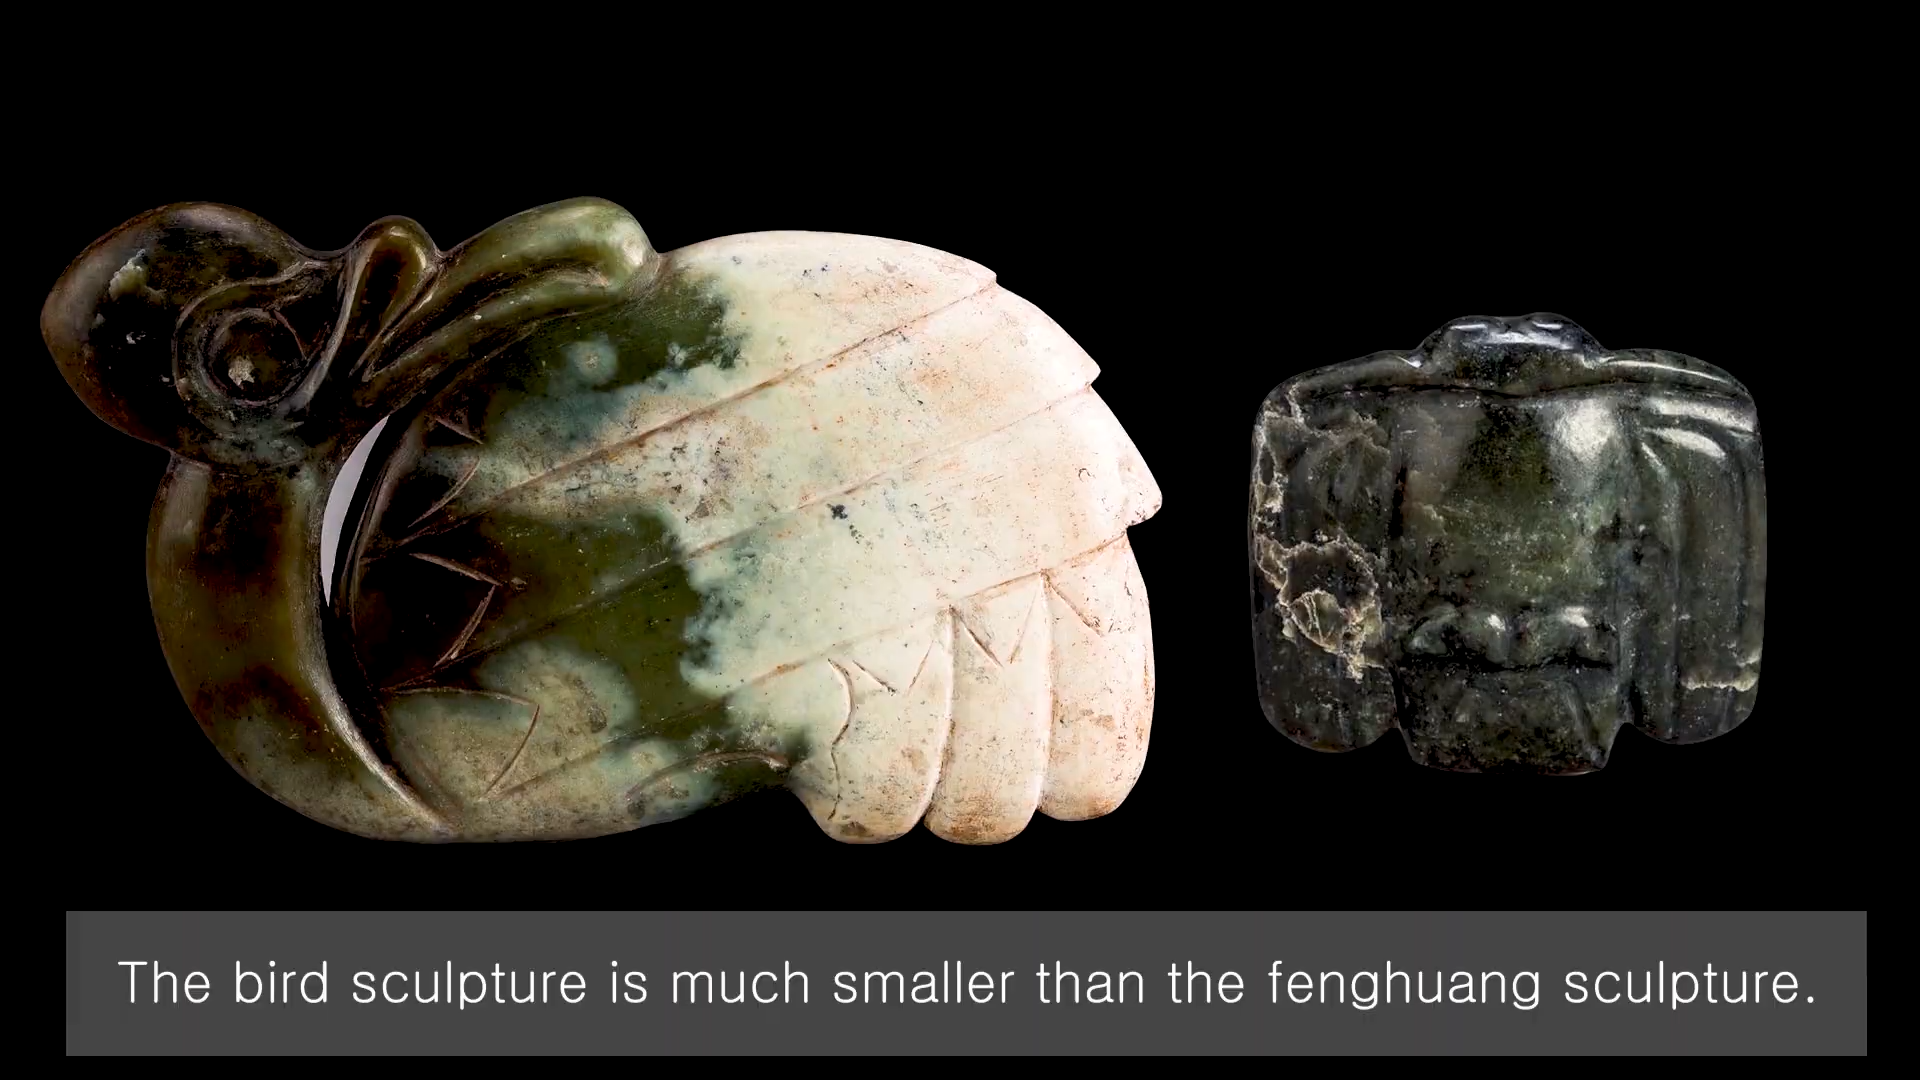 The bird sculpture is much smaller than the fenghuang sculpture.